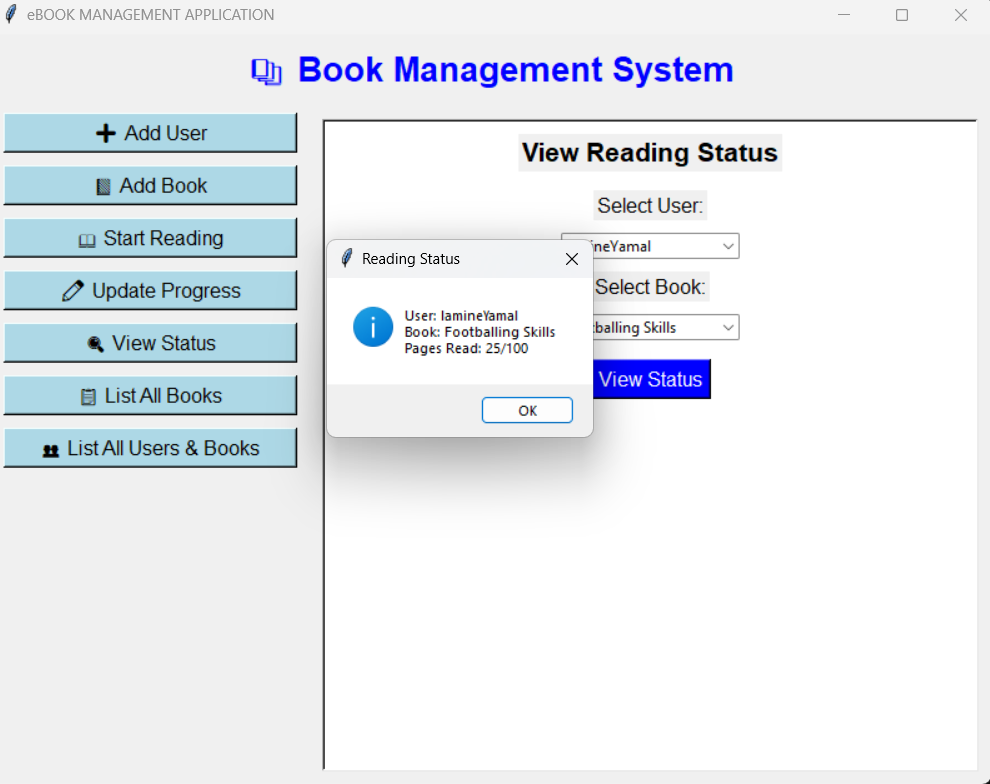 eBOOK MANAGEMENT APPLICATION
Book Management System
Add User
Add Book
Start Reading
Update Progress
View Status
List All Books
List All Users & Books
View Reading Status
Select User:
ineYamal
Select Book:
tballing Skills
View Status
Reading Status
User: lamineYamal
Book: Footballing Skills
Pages Read: 25/100
OK